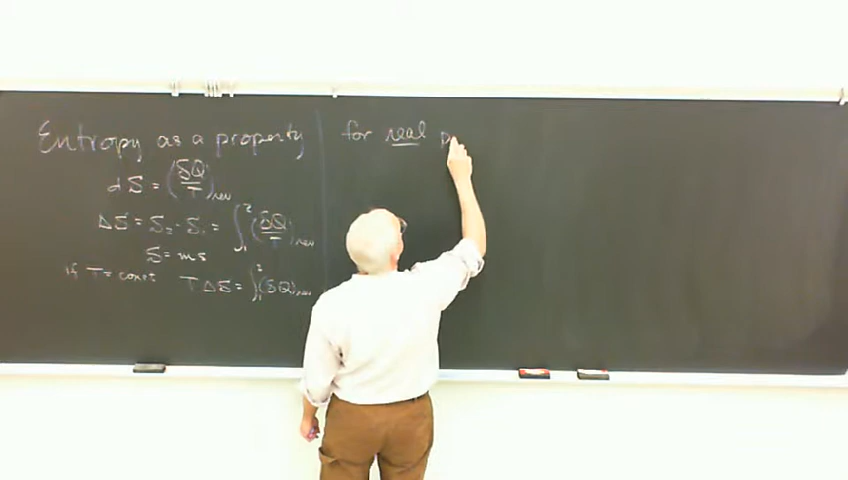 Entropy as a property
dS = (δQ/T)rev
ΔS = S₂ - S₁ = ∫₁² (δQ/T)rev
S = ms
if T = const TΔS = ∫₁² (δQ)rev
for real p